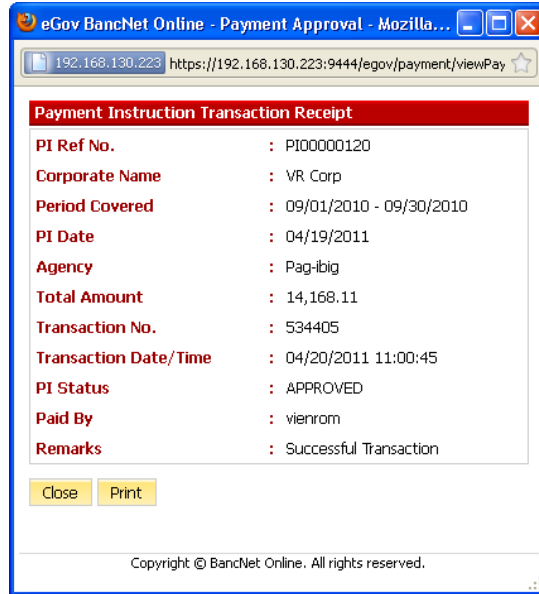 eGov BancNet Online - Payment Approval - Mozilla...
192.168.130.223 https://192.168.130.223:9444/egov/payment/viewPay
Payment Instruction Transaction Receipt
PI Ref No. : PI00000120
Corporate Name : VR Corp
Period Covered : 09/01/2010 - 09/30/2010
PI Date : 04/19/2011
Agency : Pag-ibig
Total Amount : 14,168.11
Transaction No. : 534405
Transaction Date/Time : 04/20/2011 11:00:45
PI Status : APPROVED
Paid By : vienrom
Remarks : Successful Transaction
Close Print
Copyright © BancNet Online. All rights reserved.